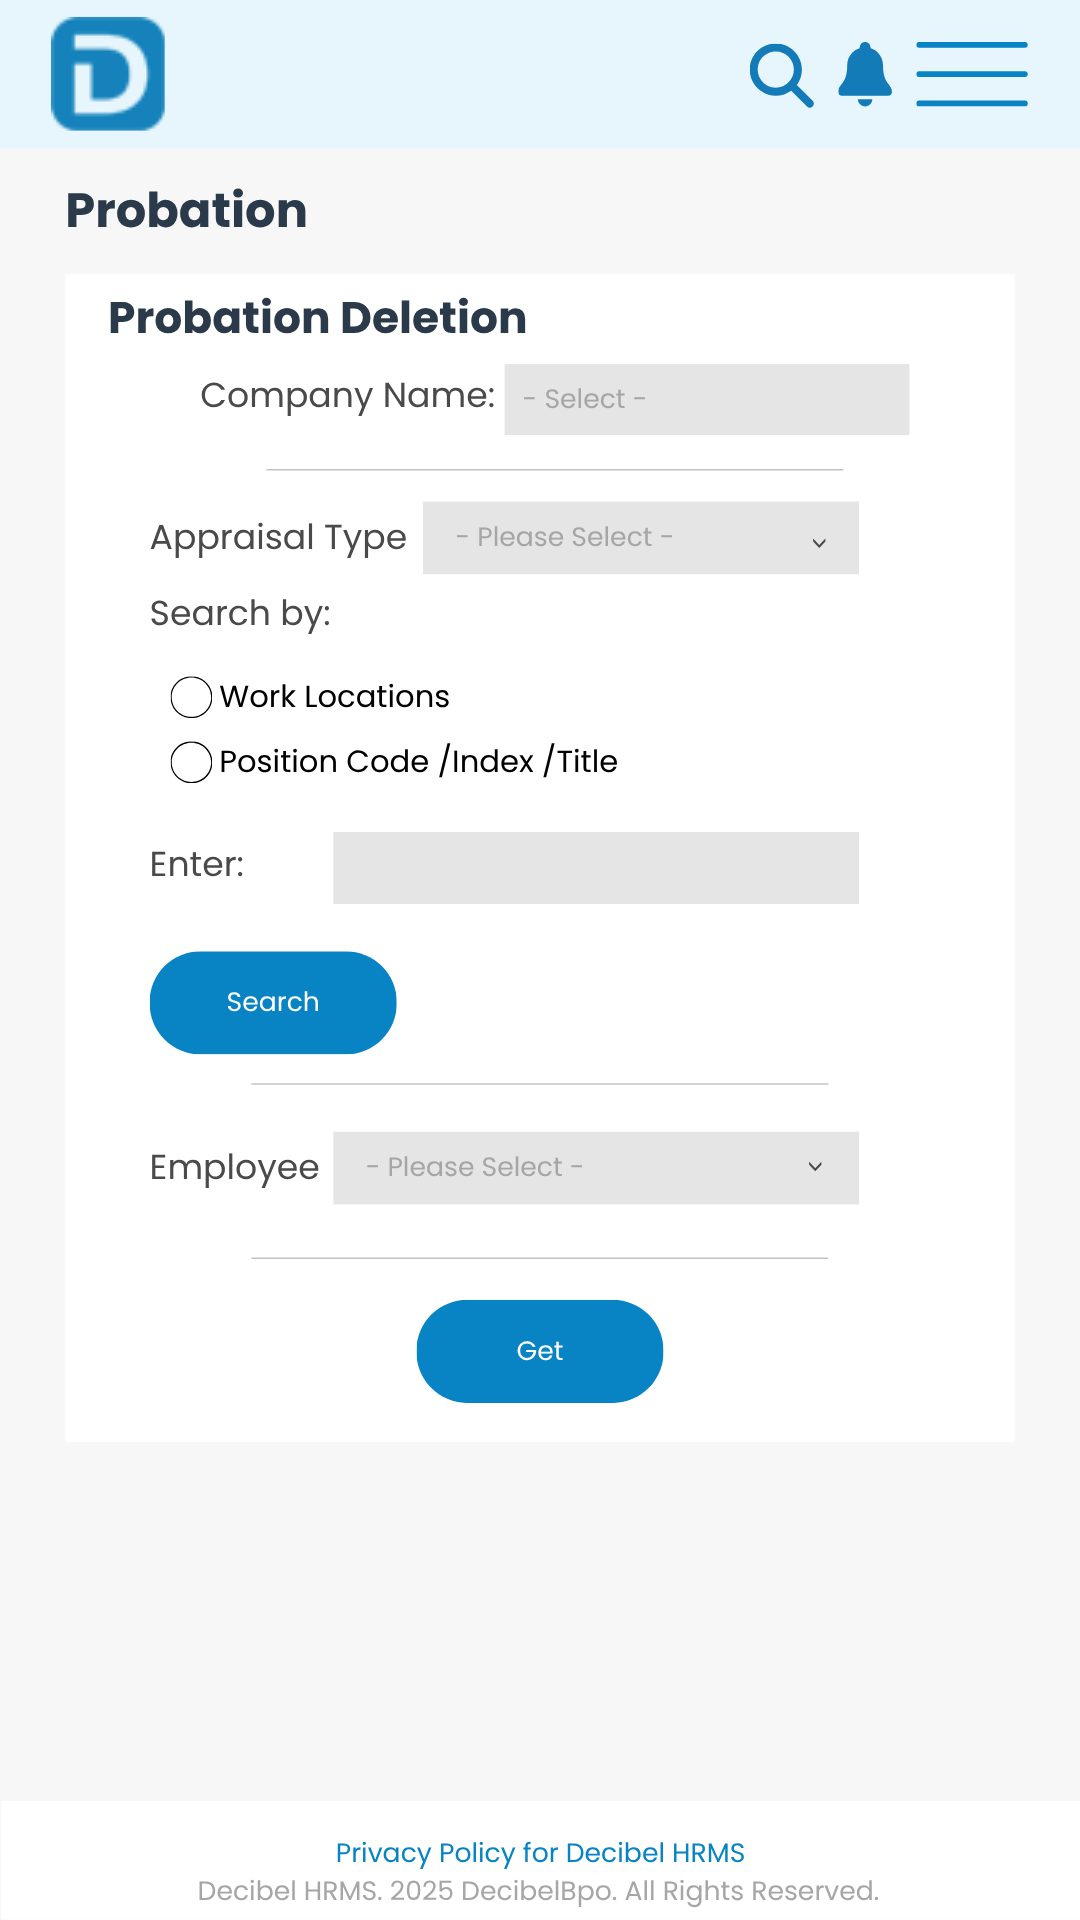 D
Probation
Probation Deletion
Company Name: - Select -
Appraisal Type - Please Select -
Search by:
Work Locations
Position Code /Index /Title
Enter:
Search
Employee - Please Select -
Get
Privacy Policy for Decibel HRMS
Decibel HRMS. 2025 DecibelBpo. All Rights Reserved.